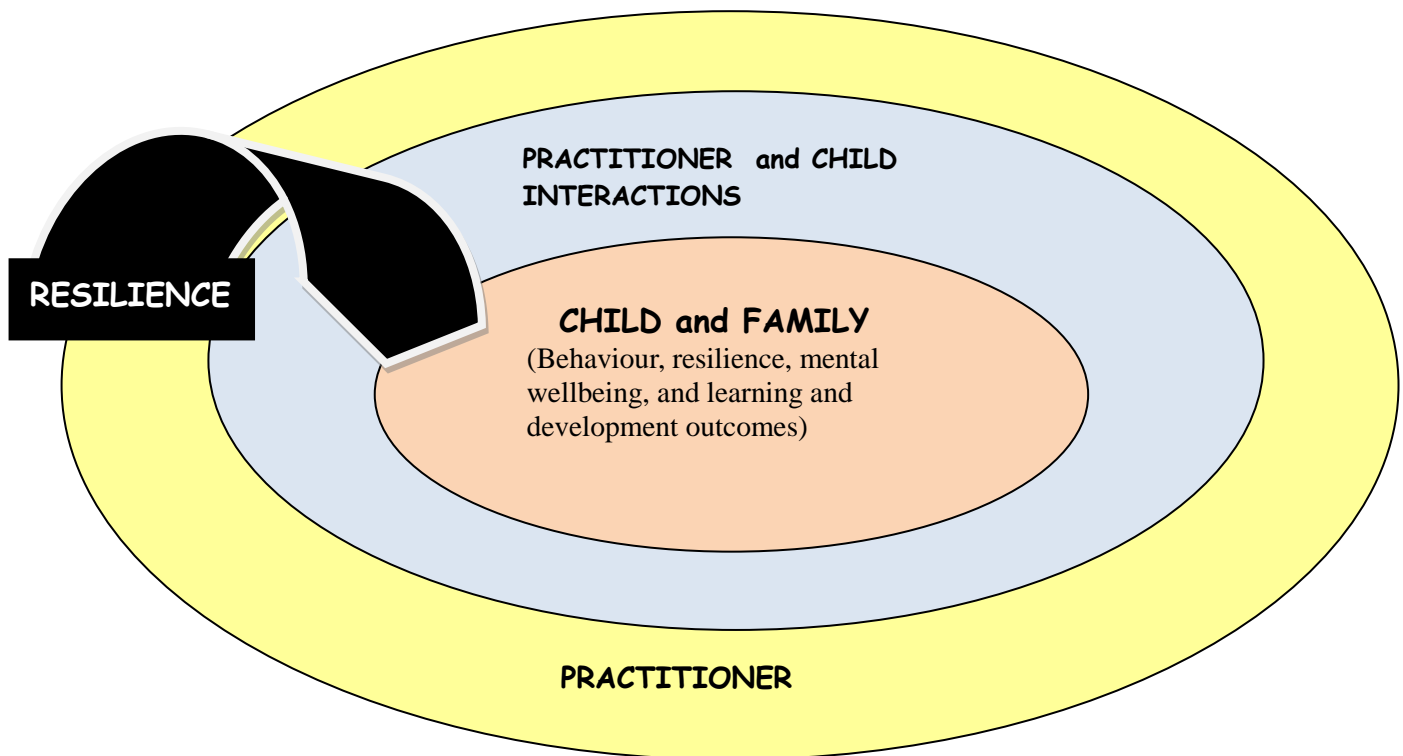 PRACTITIONER and CHILD
INTERACTIONS
RESILIENCE
CHILD and FAMILY
(Behaviour, resilience, mental
wellbeing, and learning and
development outcomes)
PRACTITIONER